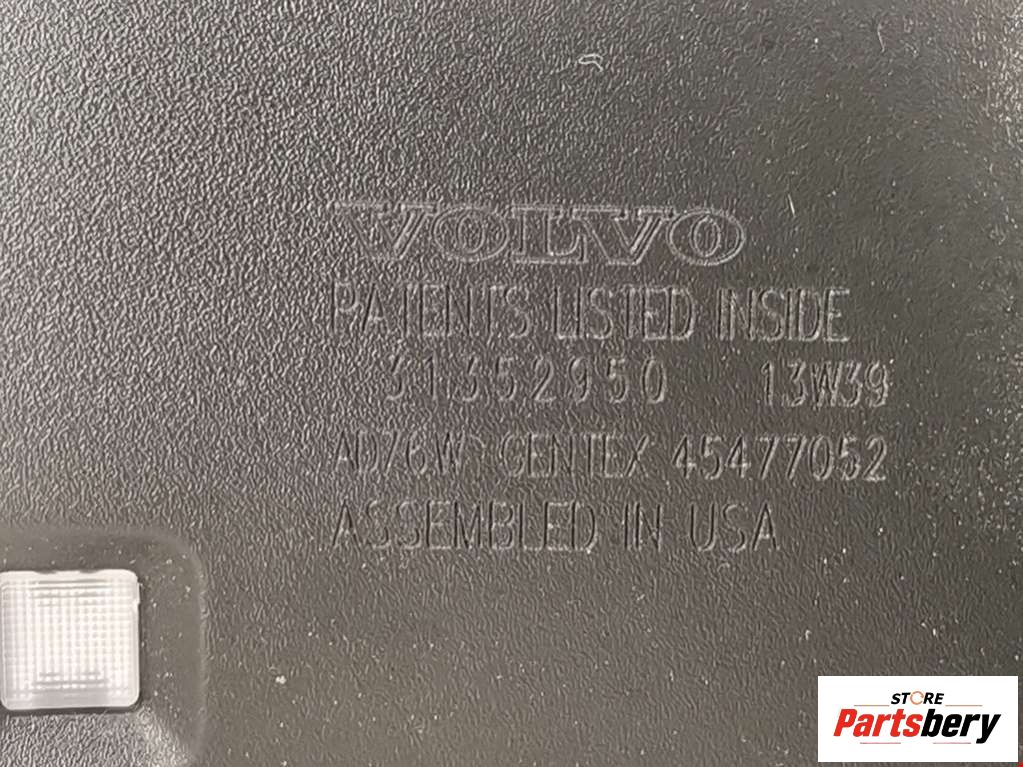 VOLVO
PATENTS LISTED INSIDE
31352950 13W39
AD76W GENTEX 45477052
ASSEMBLED IN USA
STORE
Partsbery